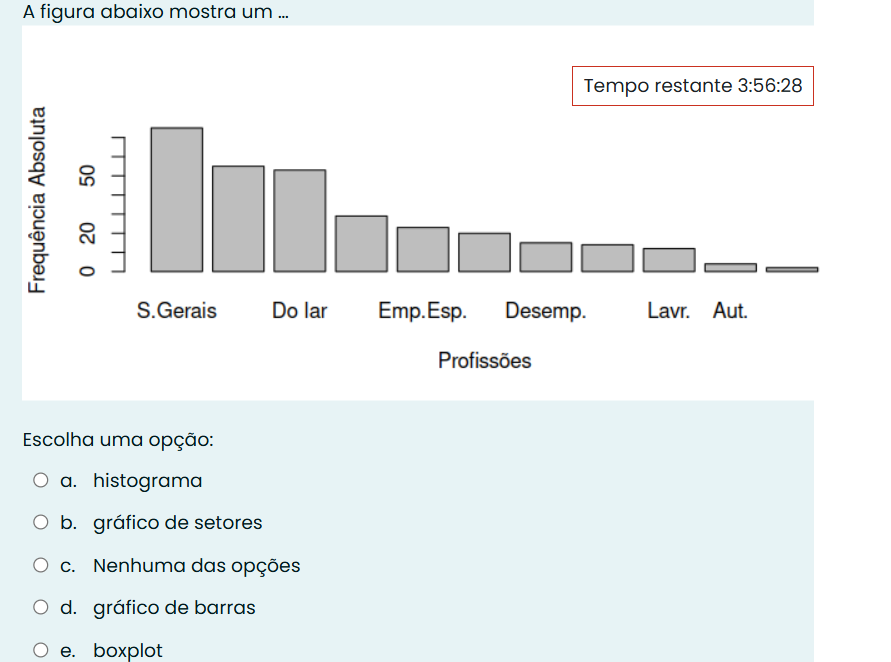 A figura abaixo mostra um ...
Tempo restante 3:56:28
Frequência Absoluta
50
20
0
S.Gerais Do lar Emp.Esp. Desemp. Lavr. Aut.
Profissões
Escolha uma opção:
a. histograma
b. gráfico de setores
c. Nenhuma das opções
d. gráfico de barras
e. boxplot